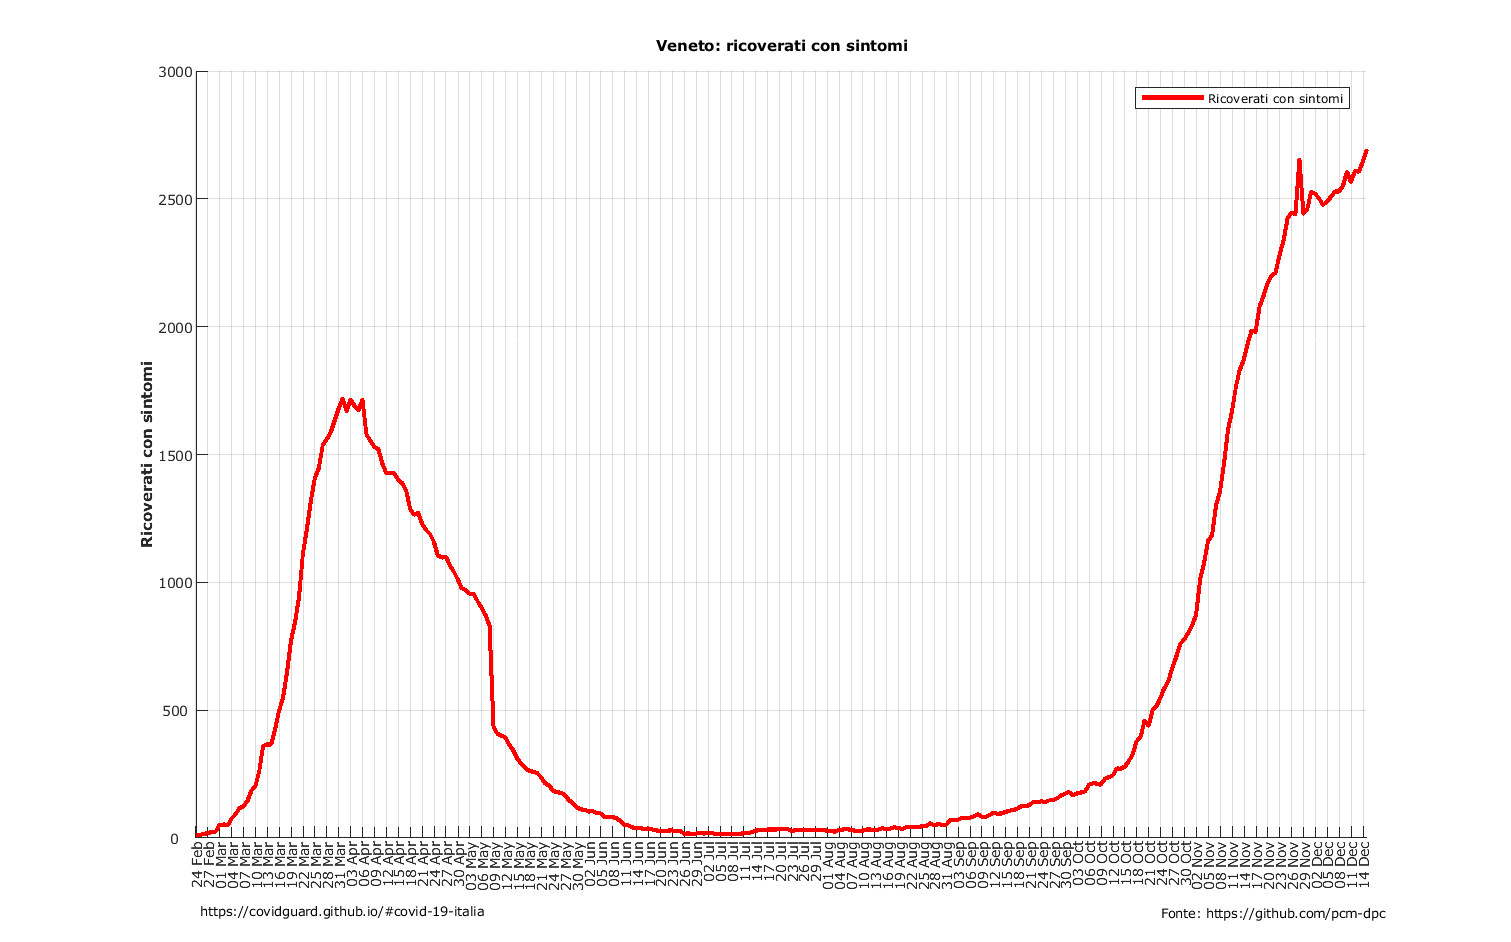 Veneto: ricoverati con sintomi
Ricoverati con sintomi
3000
2500
2000
1500
1000
500
0
Ricoverati con sintomi
24 Feb
27 Feb
01 Mar
04 Mar
07 Mar
10 Mar
13 Mar
16 Mar
19 Mar
22 Mar
25 Mar
28 Mar
31 Mar
03 Apr
06 Apr
09 Apr
12 Apr
15 Apr
18 Apr
21 Apr
24 Apr
27 Apr
30 Apr
03 May
06 May
09 May
12 May
15 May
18 May
21 May
24 May
27 May
30 May
02 Jun
05 Jun
08 Jun
11 Jun
14 Jun
17 Jun
20 Jun
23 Jun
26 Jun
29 Jun
02 Jul
05 Jul
08 Jul
11 Jul
14 Jul
17 Jul
20 Jul
23 Jul
26 Jul
29 Jul
01 Aug
04 Aug
07 Aug
10 Aug
13 Aug
16 Aug
19 Aug
22 Aug
25 Aug
28 Aug
31 Aug
03 Sep
06 Sep
09 Sep
12 Sep
15 Sep
18 Sep
21 Sep
24 Sep
27 Sep
30 Sep
03 Oct
06 Oct
09 Oct
12 Oct
15 Oct
18 Oct
21 Oct
24 Oct
27 Oct
30 Oct
02 Nov
05 Nov
08 Nov
11 Nov
14 Nov
17 Nov
20 Nov
23 Nov
26 Nov
29 Nov
02 Dec
05 Dec
08 Dec
11 Dec
14 Dec
https://covidguard.github.io/#covid-19-italia
Fonte: https://github.com/pcm-dpc